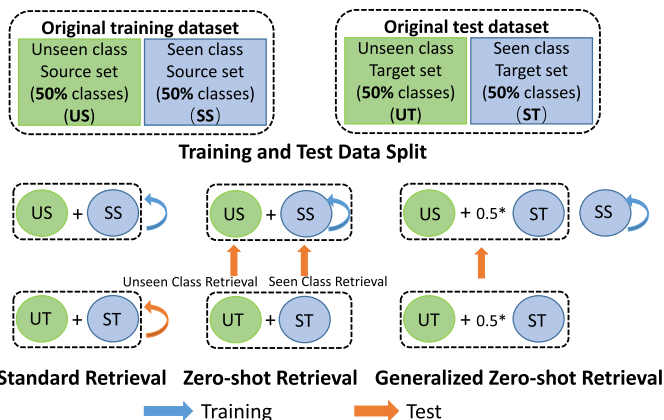 Original training dataset
Unseen class
Source set
(50% classes)
(US)
Seen class
Source set
(50% classes)
(SS)
Original test dataset
Unseen class
Target set
(50% classes)
(UT)
Seen class
Target set
(50% classes)
(ST)
Training and Test Data Split
US + SS
US + SS
US + 0.5* ST SS
Unseen Class Retrieval Seen Class Retrieval
UT + ST
UT + ST
UT + 0.5* ST
Standard Retrieval Zero-shot Retrieval Generalized Zero-shot Retrieval
Training Test